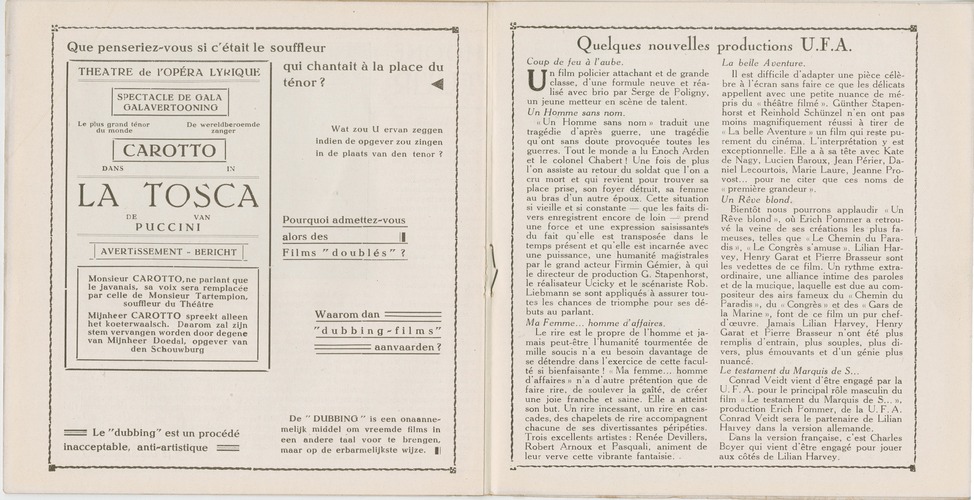 Que penseriez-vous si c'était le souffleur
qui chantait à la place du
ténor ?
THEATRE de l'OPÉRA LYRIQUE
SPECTACLE DE GALA
GALAVERTOONING
Le plus grand ténor
du monde
De wereldberoemde
zanger
CAROTTO
DANS IN
LA TOSCA
DE VAN
PUCCINI
AVERTISSEMENT - BERICHT
Monsieur CAROTTO, ne parlant que
le javanais, sa voix sera remplacée
par celle de Monsieur Tartempion,
souffleur du Théâtre
Mijnheer CAROTTO spreekt alleen
het koeterwaalsch. Daarom zal zijn
stem vervangen worden door degene
van Mijnheer Doedal, opgever van
den Schouwburg
Wat zou U ervan zeggen
indien de opgever zou zingen
in de plaats van den tenor ?
Pourquoi admettez-vous
alors des
Films "doublés" ?
Waarom dan
"dubbing-films"
aanvaarden ?
Le "dubbing" est un procédé
inacceptable, anti-artistique
De "DUBBING" is een onaanne-
melijk middel om vreemde films in
een andere taal voor te brengen,
maar op de erbarmelijkste wijze.
Quelques nouvelles productions U.F.A.
Coup de feu à l'aube.
Un film policier attachant et de grande
classe, d'une formule neuve et réa-
lisé avec brio par Serge de Poligny,
un jeune metteur en scène de talent.
Un Homme sans nom.
« Un Homme sans nom » traduit une
tragédie d'après guerre, une tragédie
qu'ont sans doute provoquée toutes les
guerres. Tout le monde a lu Enoch Arden
et le colonel Chabert ! Une fois de plus
l'on assiste au retour du soldat que l'on a
cru mort et qui revient pour trouver sa
place prise, son foyer détruit, sa femme
au bras d'un autre époux. Cette situation
si vieille et si constante — que les faits di-
vers enregistrent encore de loin — prend
une force et une expression saisissantes
du fait qu'elle est transposée dans le
temps présent et qu'elle est incarnée avec
une puissance, une humanité magistrales
par le grand acteur Firmin Gémier, à qui
le directeur de production G. Stapenhorst,
le réalisateur Ucicky et le scénariste Rob.
Liebmann se sont appliqués à assurer tou-
tes les chances de triomphe pour ses dé-
buts au parlant.
Ma Femme... homme d'affaires.
Le rire est le propre de l'homme et ja-
mais peut-être l'humanité tourmentée de
mille soucis n'a eu besoin davantage de
se détendre dans l'exercice de cette facul-
té si bienfaisante ! « Ma femme... homme
d'affaires » n'a d'autre prétention que de
faire rire, de soulever la gaîté, de créer
une joie franche et saine. Elle a atteint
son but. Un rire incessant, un rire en cas-
cades, des chapelets de rire accompagnent
chacune de ses divertissantes péripéties.
Trois excellents artistes : Renée Devillers,
Robert Arnoux et Pasquali, animent de
leur verve cette vibrante fantaisie.
La belle Aventure.
Il est difficile d'adapter une pièce célè-
bre à l'écran sans faire ce que les délicats
appellent avec une petite nuance de mé-
pris du « théâtre filmé ». Günther Stapen-
horst et Reinhold Schünzel n'en ont pas
moins magnifiquement réussi à tirer de
« La belle Aventure » un film qui reste pu-
rement du cinéma. L'interprétation y est
exceptionnelle. Elle a à sa tête avec Kate
de Nagy, Lucien Baroux, Jean Périer, Da-
niel Lecourtois, Marie Laure, Jeanne Pro-
vost... pour ne citer que ces noms de
« première grandeur ».
Un Rêve blond.
Bientôt nous pourrons applaudir « Un
Rêve blond », où Erich Pommer a retrou-
vé la veine de ses créations les plus fa-
meuses, telles que « Le Chemin du Para-
dis », « Le Congrès s'amuse ». Lilian Har-
vey, Henry Garat et Pierre Brasseur sont
les vedettes de ce film. Un rythme extra-
ordinaire, une alliance intime des paroles
et de la mucique, laquelle est due au com-
positeur des airs fameux du « Chemin du
Paradis », du « Congrès » et des « Gars de
la Marine », font de ce film un pur chef-
d'œuvre. Jamais Lilian Harvey, Henry
Garat et Pierre Brasseur n'ont été plus
remplis d'entrain, plus souples, plus di-
vers, plus émouvants et d'un génie plus
nuancé.
Le testament du Marquis de S...
Conrad Veidt vient d'être engagé par la
U. F. A. pour le principal rôle masculin du
film « Le testament du Marquis de S... »,
production Erich Pommer, de la U. F. A.
Conrad Veidt sera le partenaire de Lilian
Harvey dans la version allemande.
Dans la version française, c'est Charles
Boyer qui vient d'être engagé pour jouer
aux côtés de Lilian Harvey.